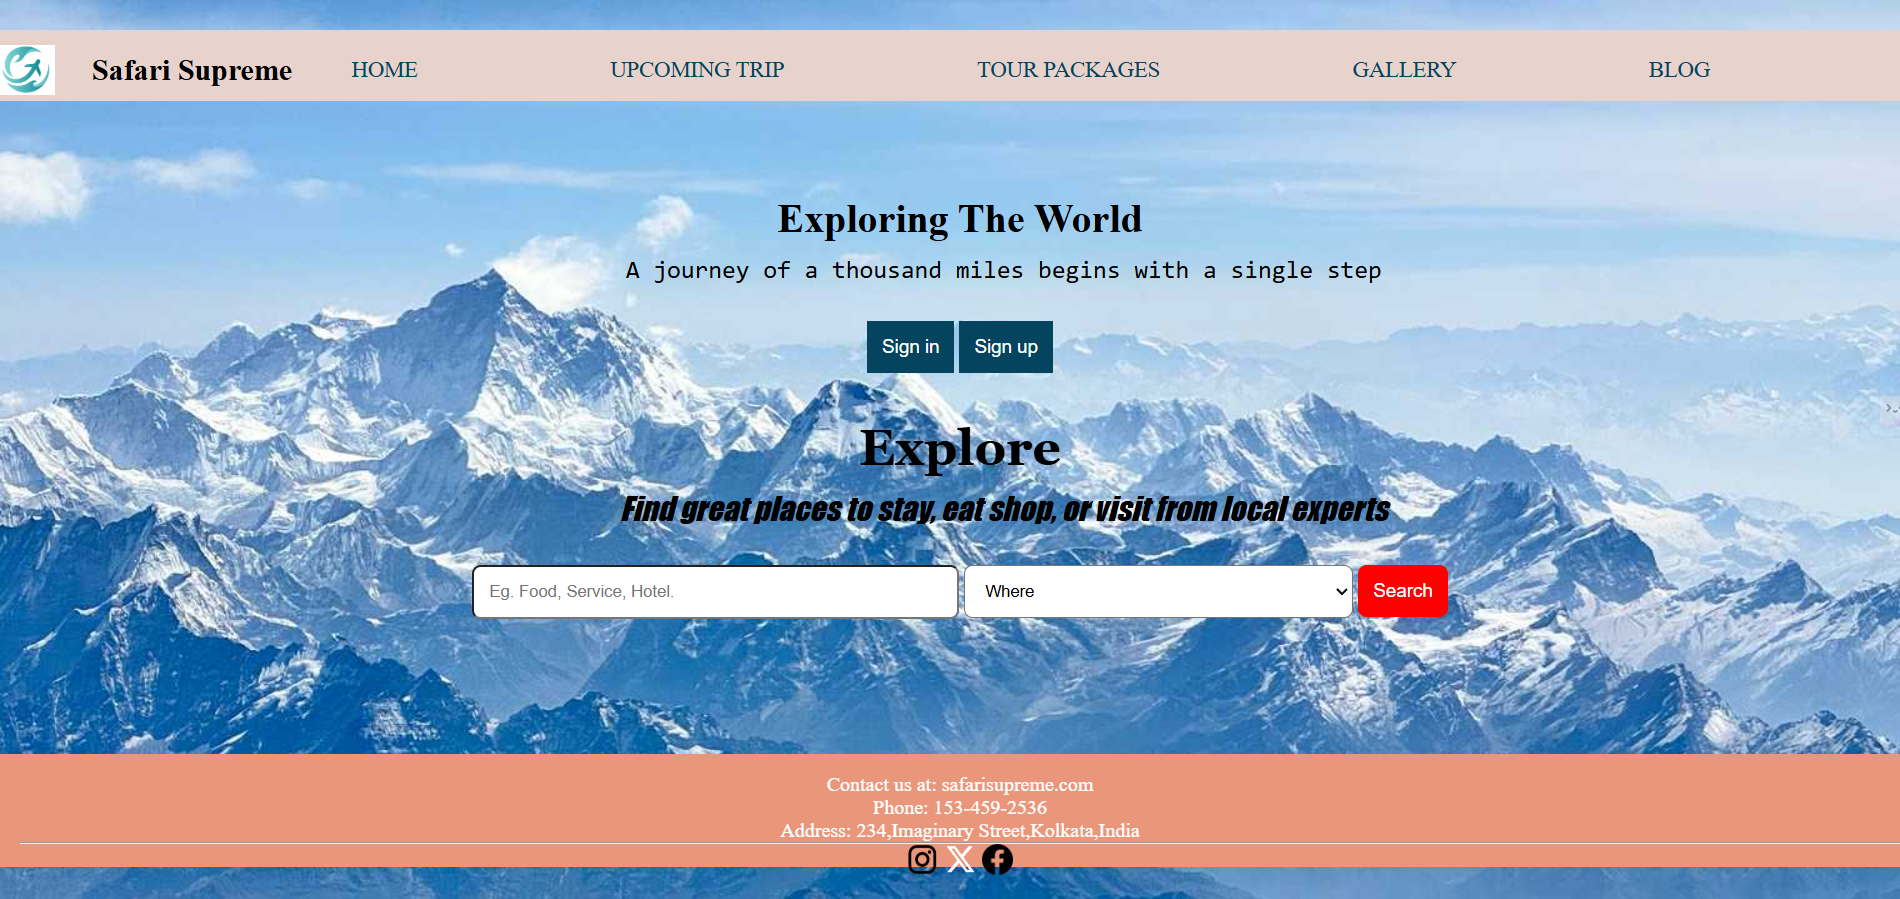 Safari Supreme HOME UPCOMING TRIP TOUR PACKAGES GALLERY BLOG
Exploring The World
A journey of a thousand miles begins with a single step
Sign in Sign up
Explore
Find great places to stay, eat shop, or visit from local experts
Eg. Food, Service, Hotel. Where Search
Contact us at: safarisupreme.com
Phone: 153-459-2536
Address: 234,Imaginary Street,Kolkata,India